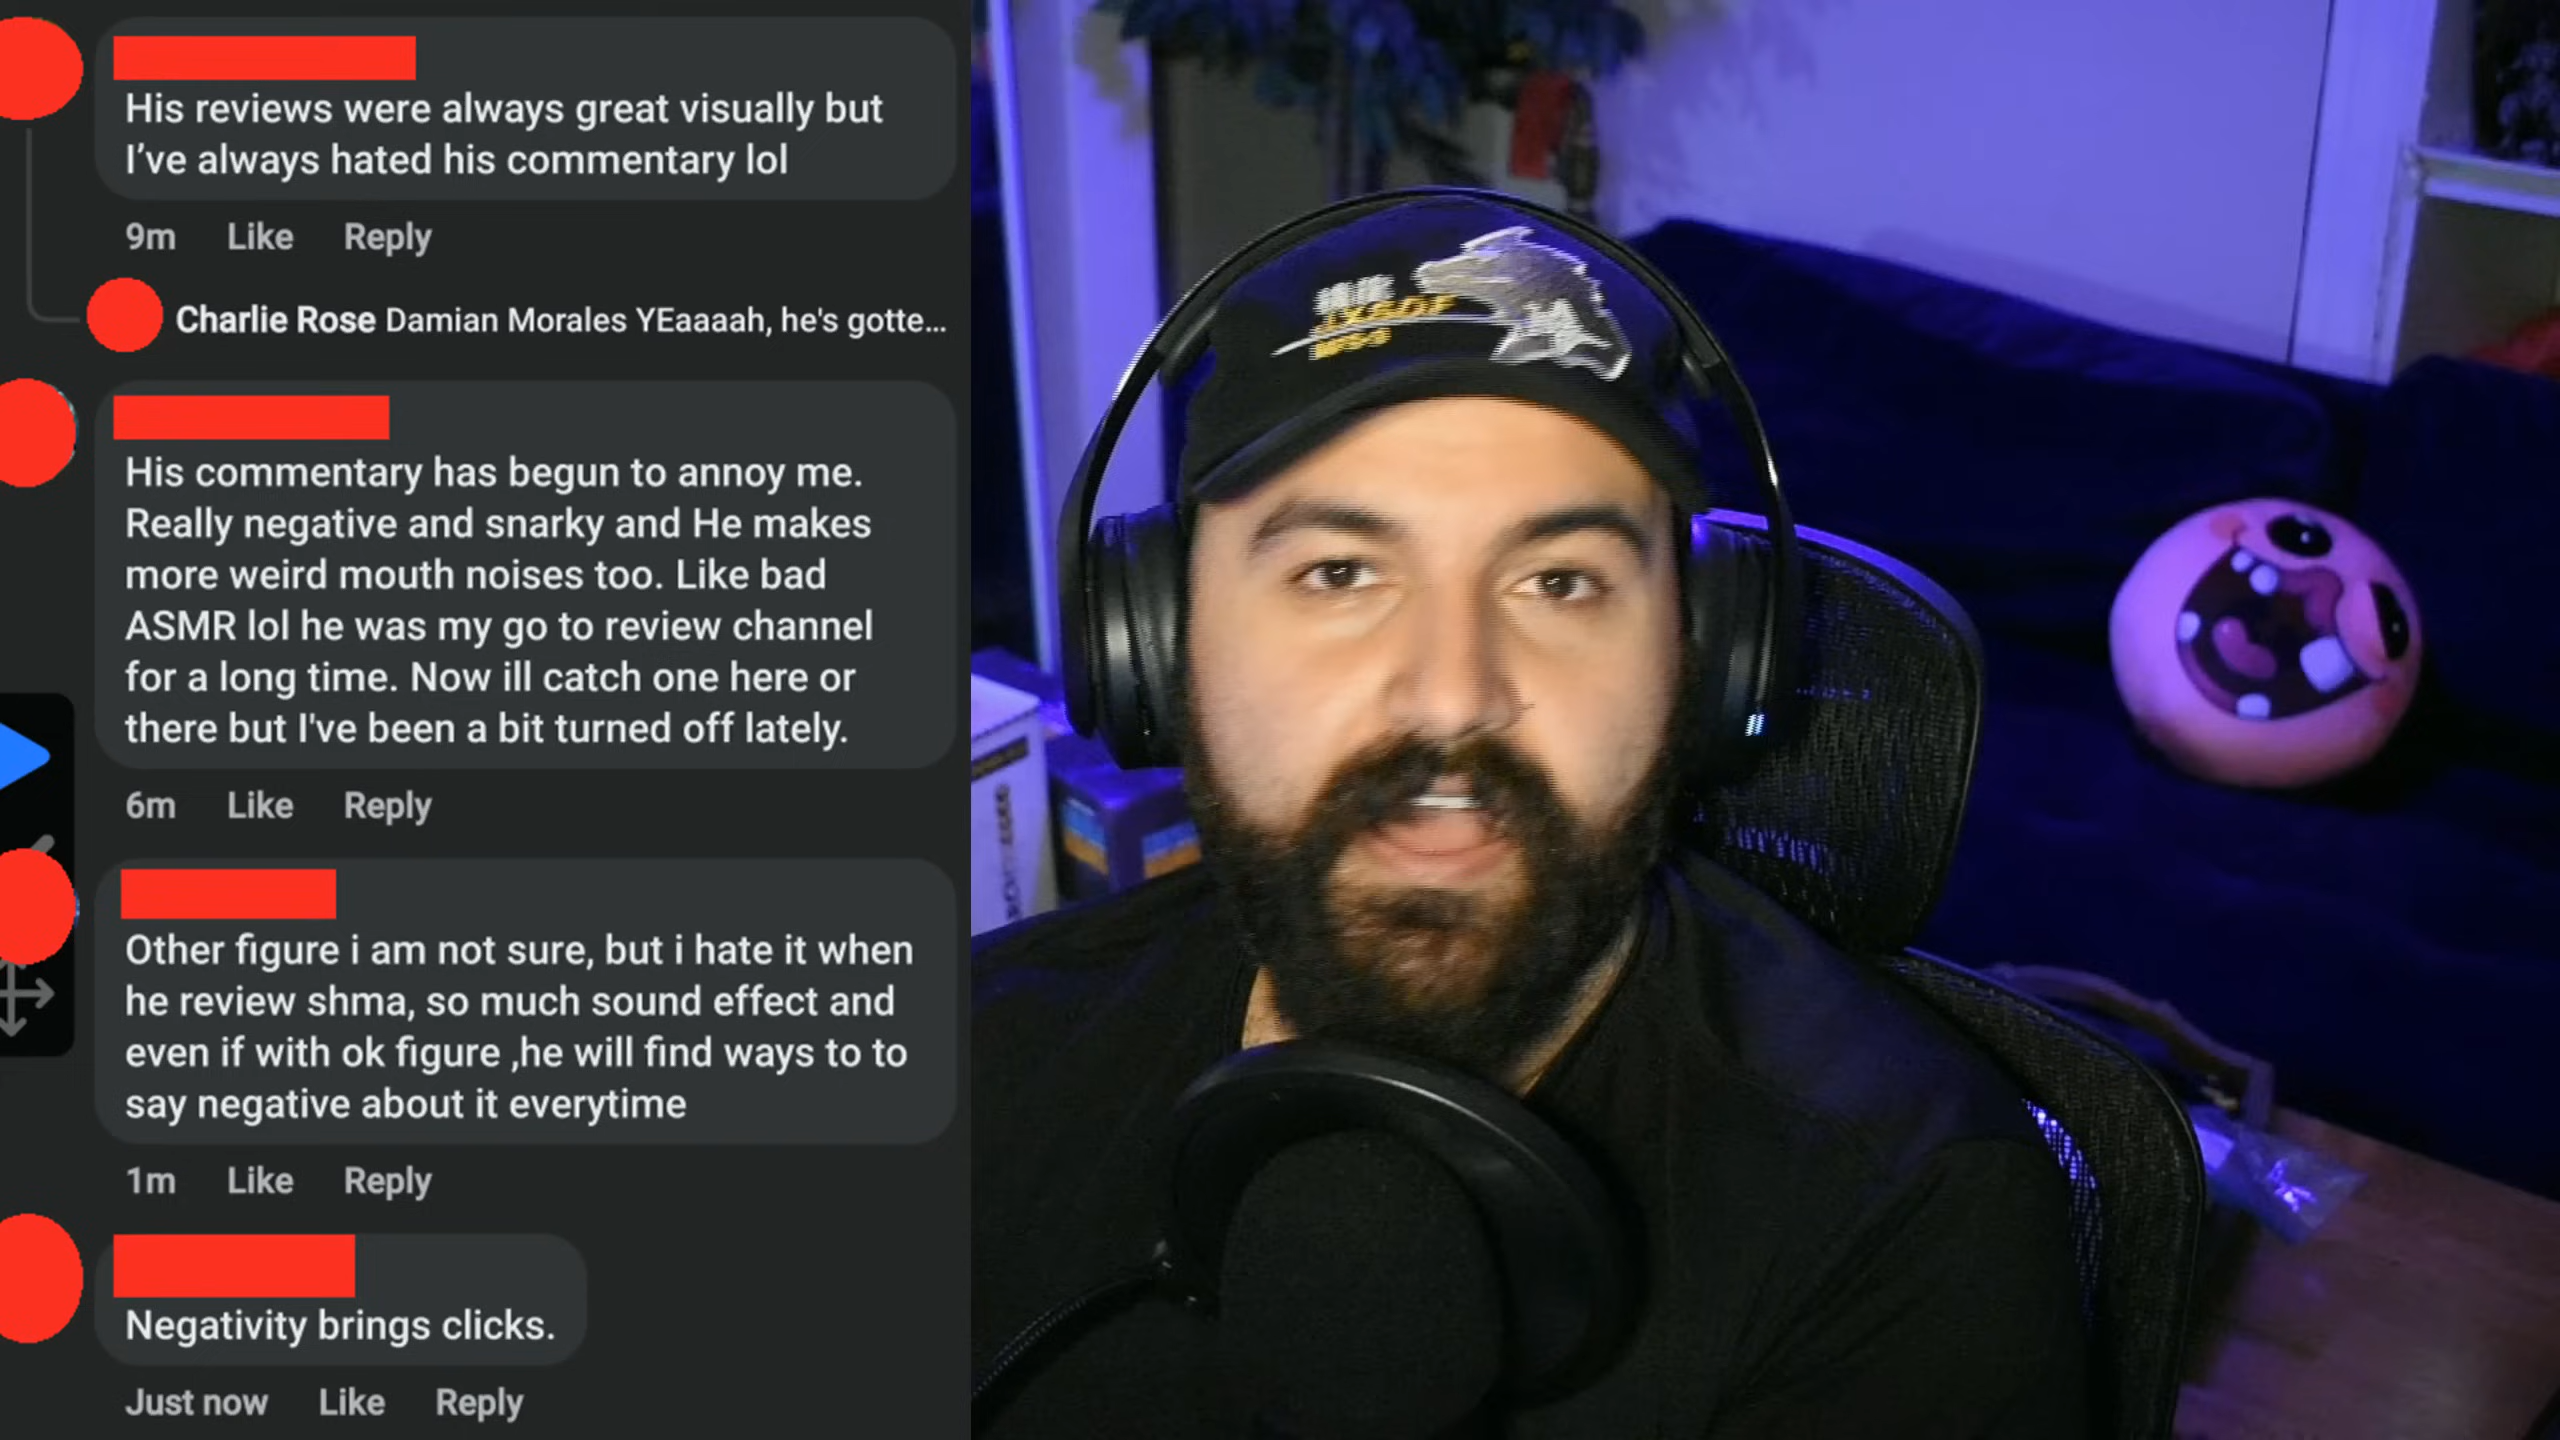 His reviews were always great visually but
I’ve always hated his commentary lol
9m Like Reply
Charlie Rose Damian Morales YEaaaah, he's gotte...
His commentary has begun to annoy me.
Really negative and snarky and He makes
more weird mouth noises too. Like bad
ASMR lol he was my go to review channel
for a long time. Now ill catch one here or
there but I've been a bit turned off lately.
6m Like Reply
Other figure i am not sure, but i hate it when
he review shma, so much sound effect and
even if with ok figure ,he will find ways to to
say negative about it everytime
1m Like Reply
Negativity brings clicks.
Just now Like Reply